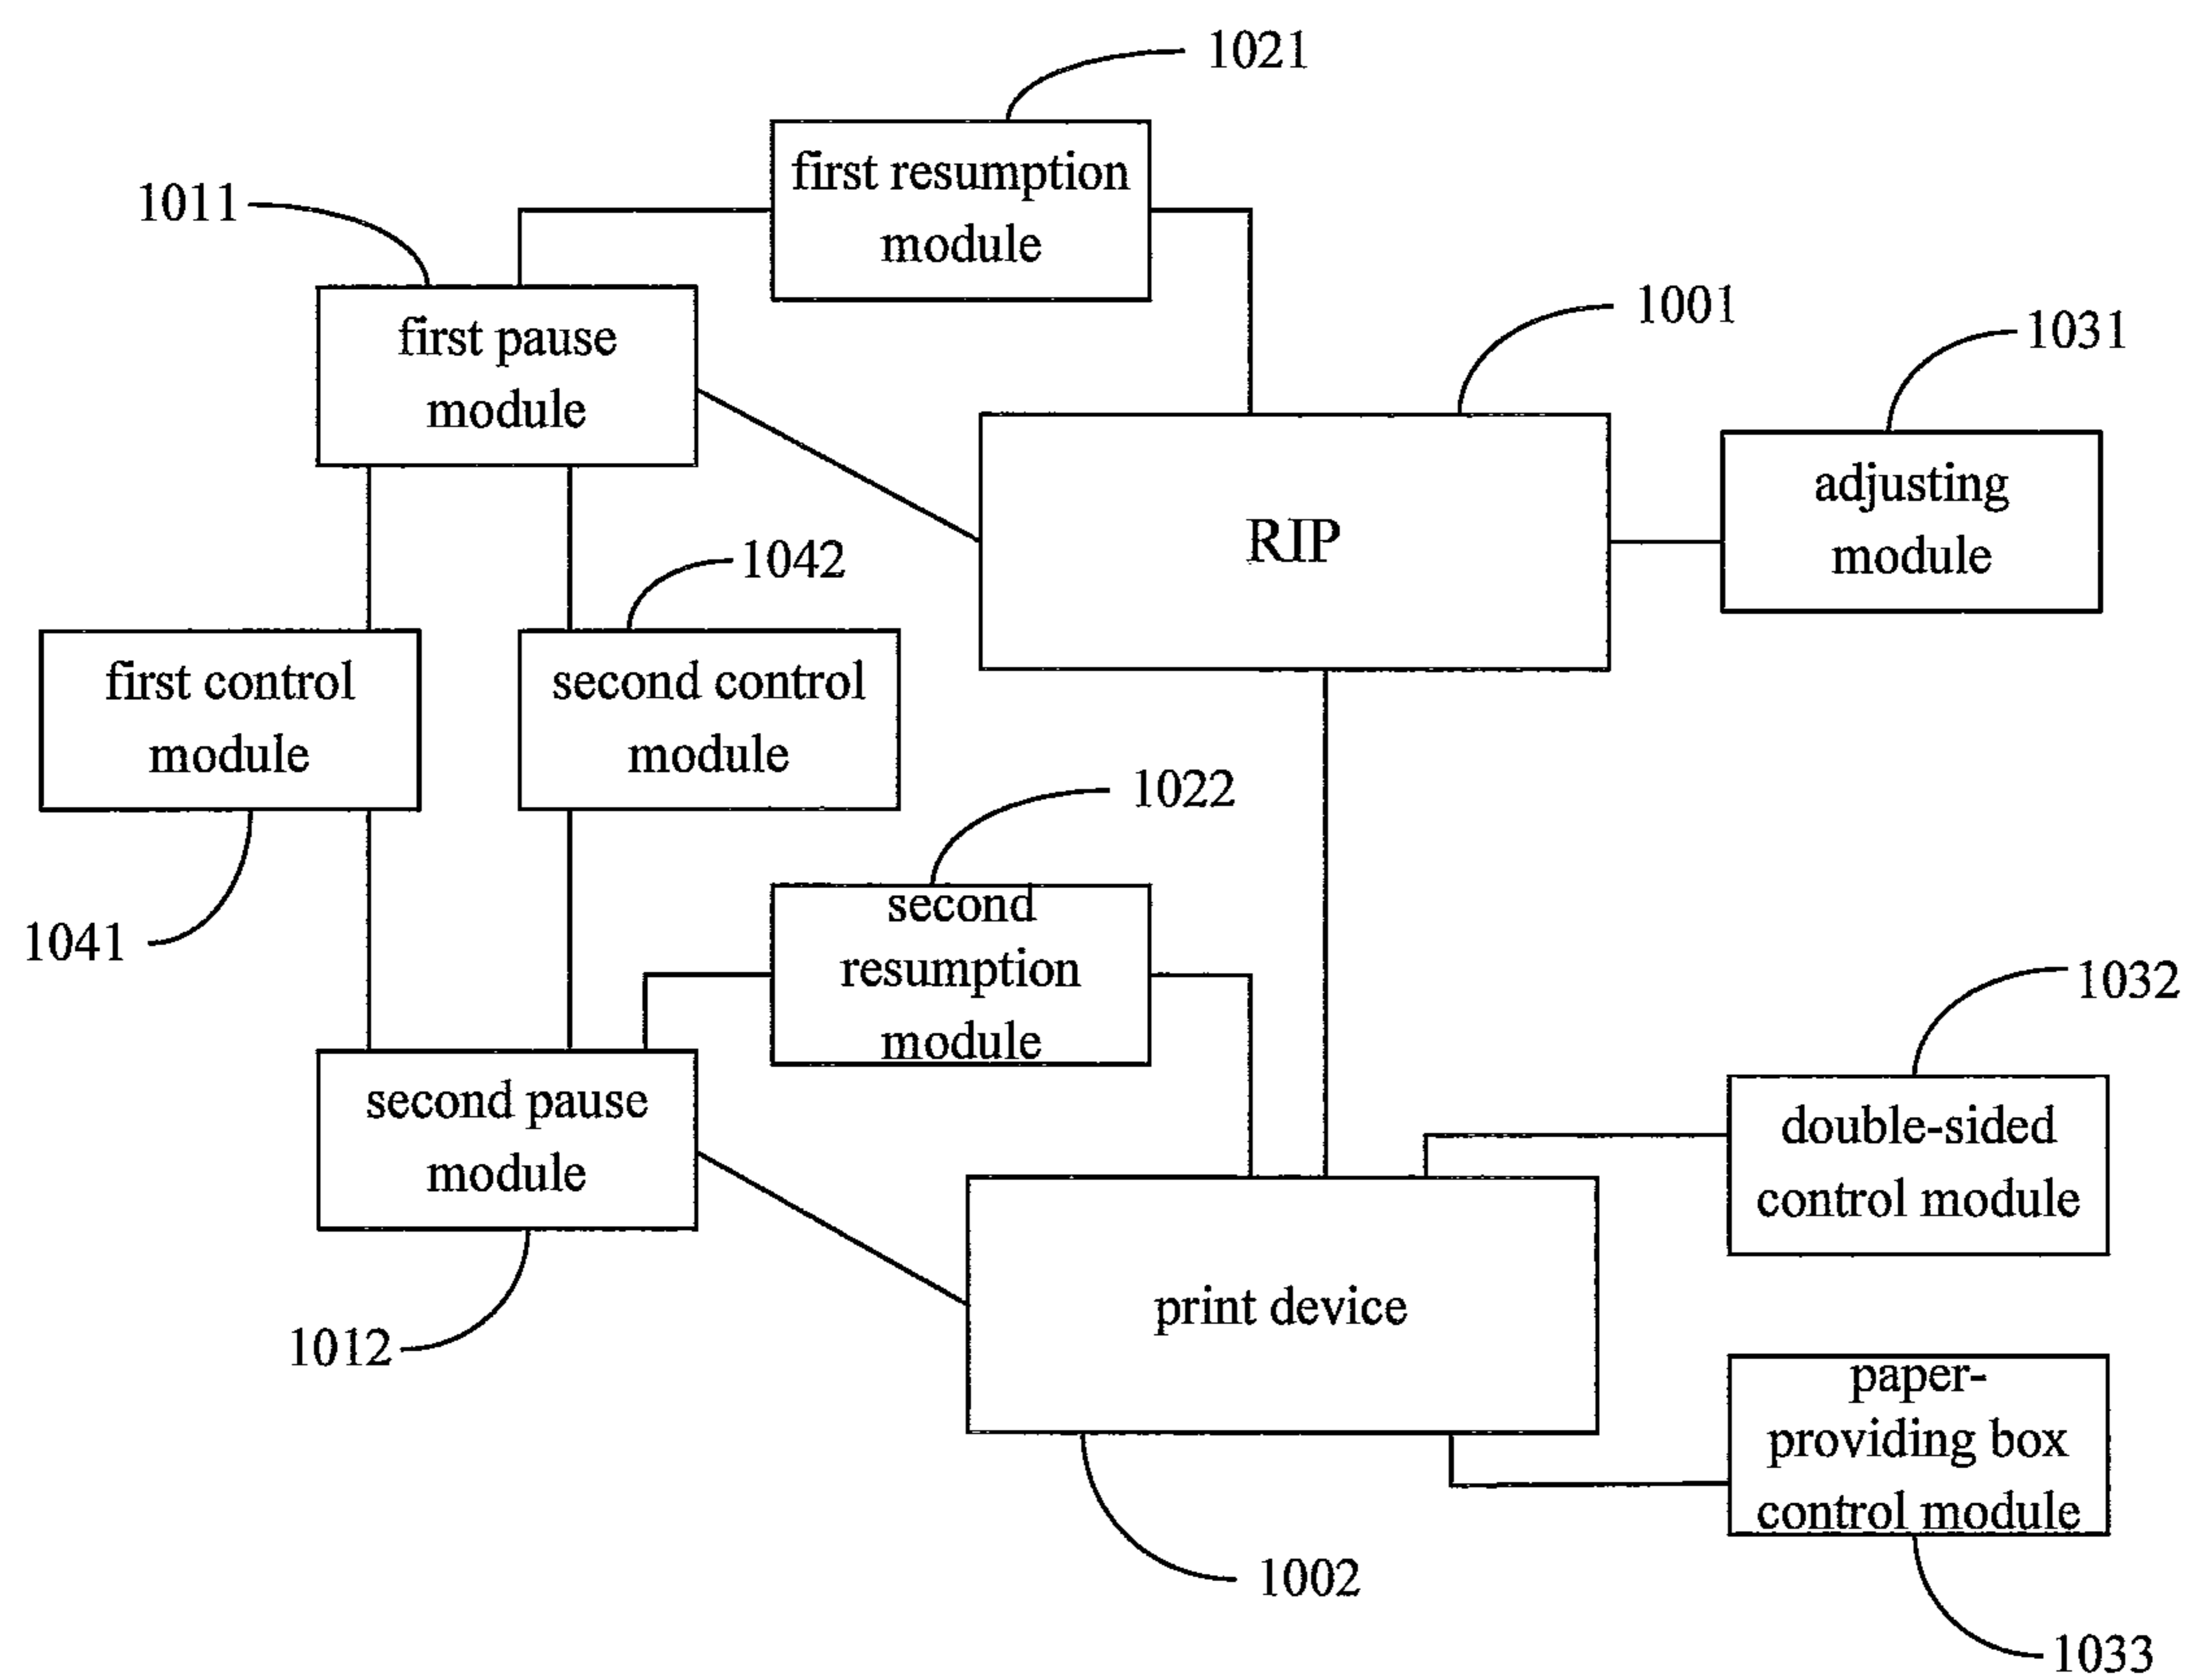 1021
first resumption
module
1011
first pause
module
1001
RIP
1031
adjusting
module
1042
first control
module
second control
module
1041
1022
second
resumption
module
second pause
module
1012
1032
double-sided
control module
print device
1002
paper-
providing box
control module
1033